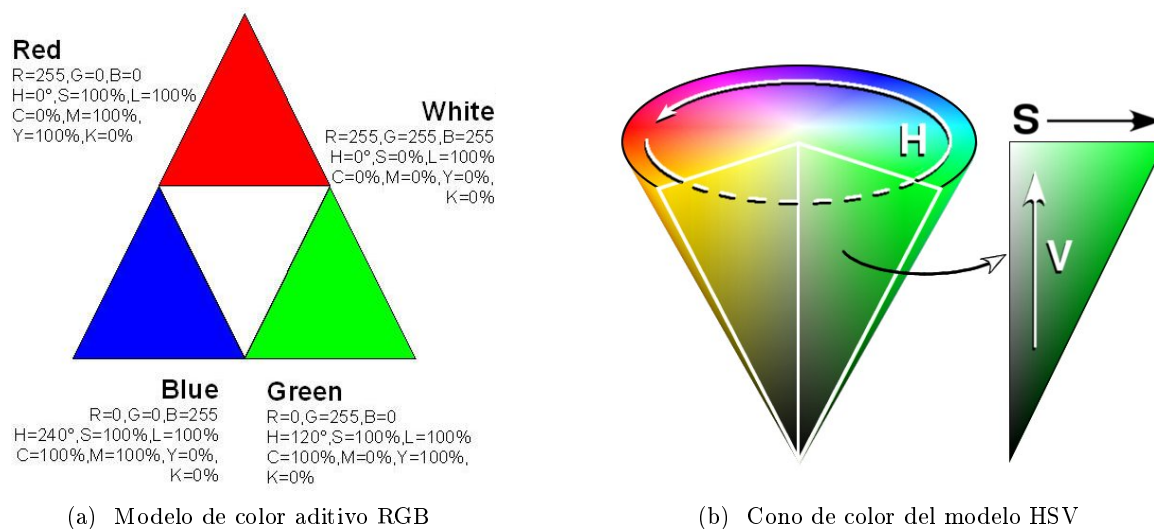 Red
R=255,G=0,B=0
H=0°,S=100%,L=100%
C=0%,M=100%,
Y=100%,K=0%
White
R=255,G=255,B=255
H=0°,S=0%,L=100%
C=0%,M=0%,Y=0%,
K=0%
Blue
R=0,G=0,B=255
H=240°,S=100%,L=100%
C=100%,M=100%,Y=0%,
K=0%
Green
R=0,G=255,B=0
H=120°,S=100%,L=100%
C=100%,M=0%,Y=100%,
K=0%
(a) Modelo de color aditivo RGB
H
S
V
(b) Cono de color del modelo HSV